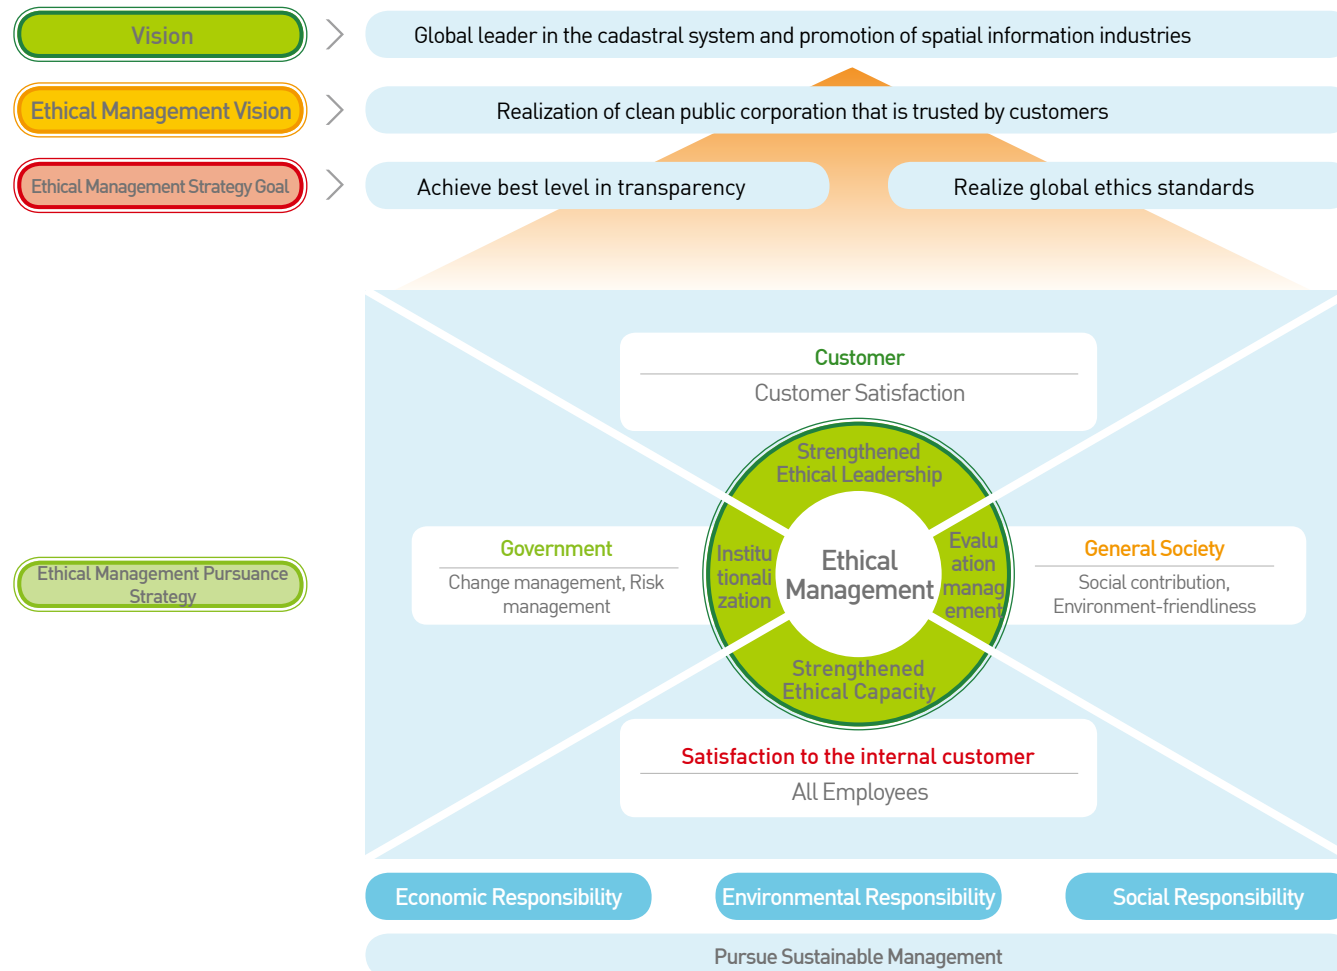 Vision
Global leader in the cadastral system and promotion of spatial information industries
Ethical Management Vision
Realization of clean public corporation that is trusted by customers
Ethical Management Strategy Goal
Achieve best level in transparency
Realize global ethics standards
Customer
Customer Satisfaction
Strengthened
Ethical Leadership
Government
Change management, Risk
management
Institu
tionali
zation
Ethical
Management
Evalu
ation
manag
ement
General Society
Social contribution,
Environment-friendliness
Ethical Management Pursuance
Strategy
Strengthened
Ethical Capacity
Satisfaction to the internal customer
All Employees
Economic Responsibility
Environmental Responsibility
Social Responsibility
Pursue Sustainable Management